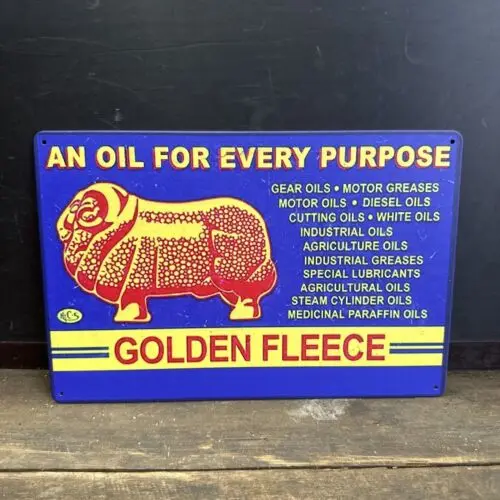 AN OIL FOR EVERY PURPOSE
GEAR OILS • MOTOR GREASES
MOTOR OILS • DIESEL OILS
CUTTING OILS • WHITE OILS
INDUSTRIAL OILS
AGRICULTURE OILS
INDUSTRIAL GREASES
SPECIAL LUBRICANTS
AGRICULTURAL OILS
STEAM CYLINDER OILS
MEDICINAL PARAFFIN OILS
GOLDEN FLEECE